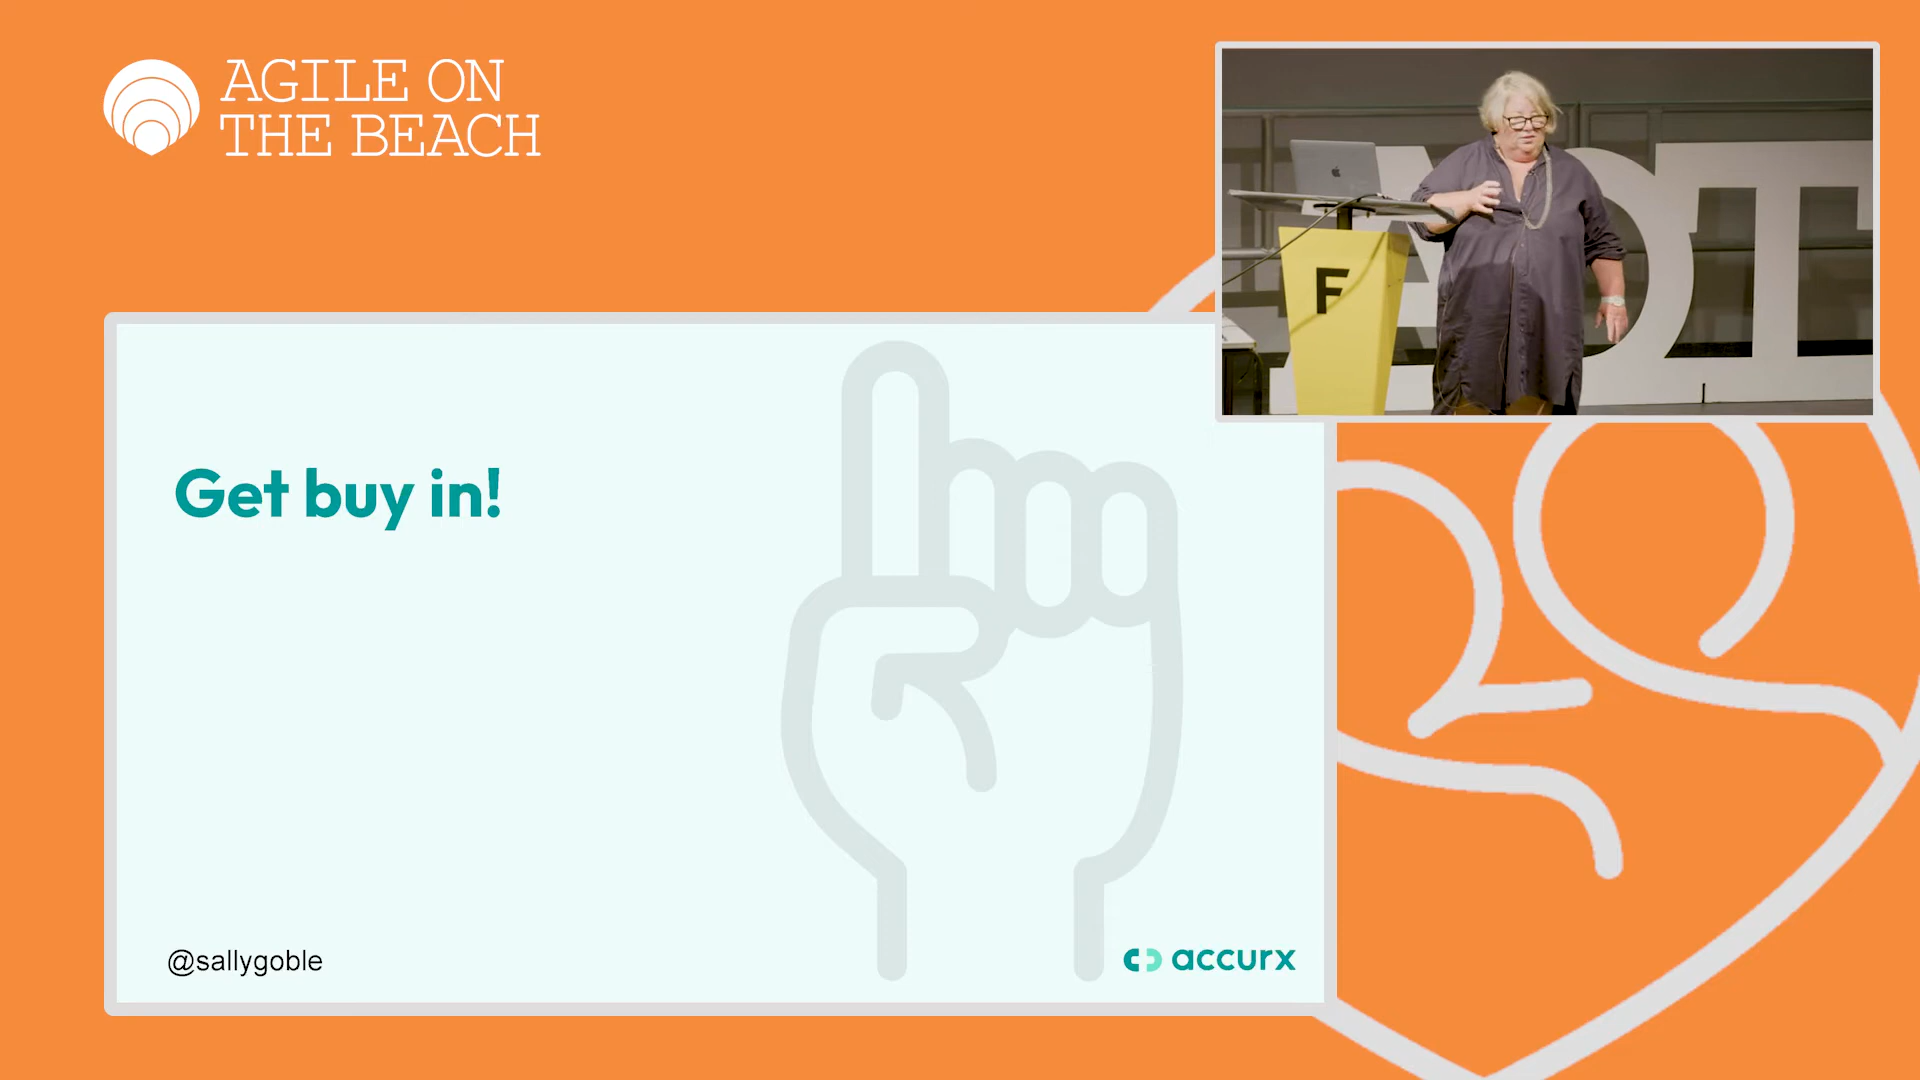 AGILE ON
THE BEACH
F
Get buy in!
@sallygoble
accurx